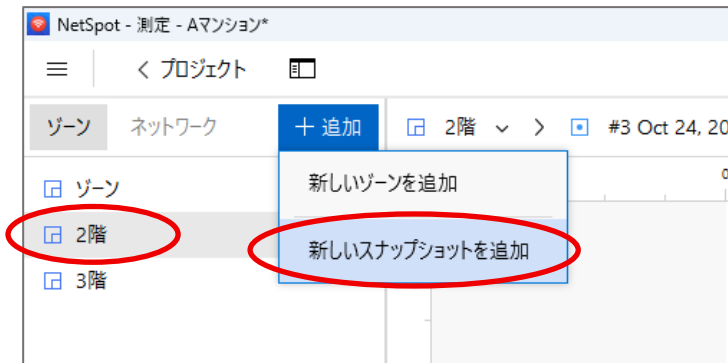 NetSpot - 測定 - Aマンション*
プロジェクト
ゾーン ネットワーク + 追加 2階 #3 Oct 24, 20
新しいゾーンを追加
ゾーン
2階
新しいスナップショットを追加
3階